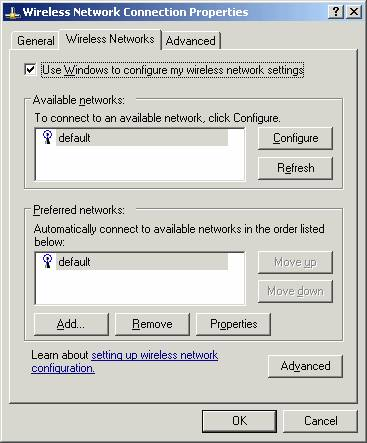 Wireless Network Connection Properties
General Wireless Networks Advanced
Use Windows to configure my wireless network settings
Available networks:
To connect to an available network, click Configure.
default
Configure
Refresh
Preferred networks:
Automatically connect to available networks in the order listed
below:
default
Move up
Move down
Add... Remove Properties
Learn about setting up wireless network
configuration.
Advanced
OK Cancel